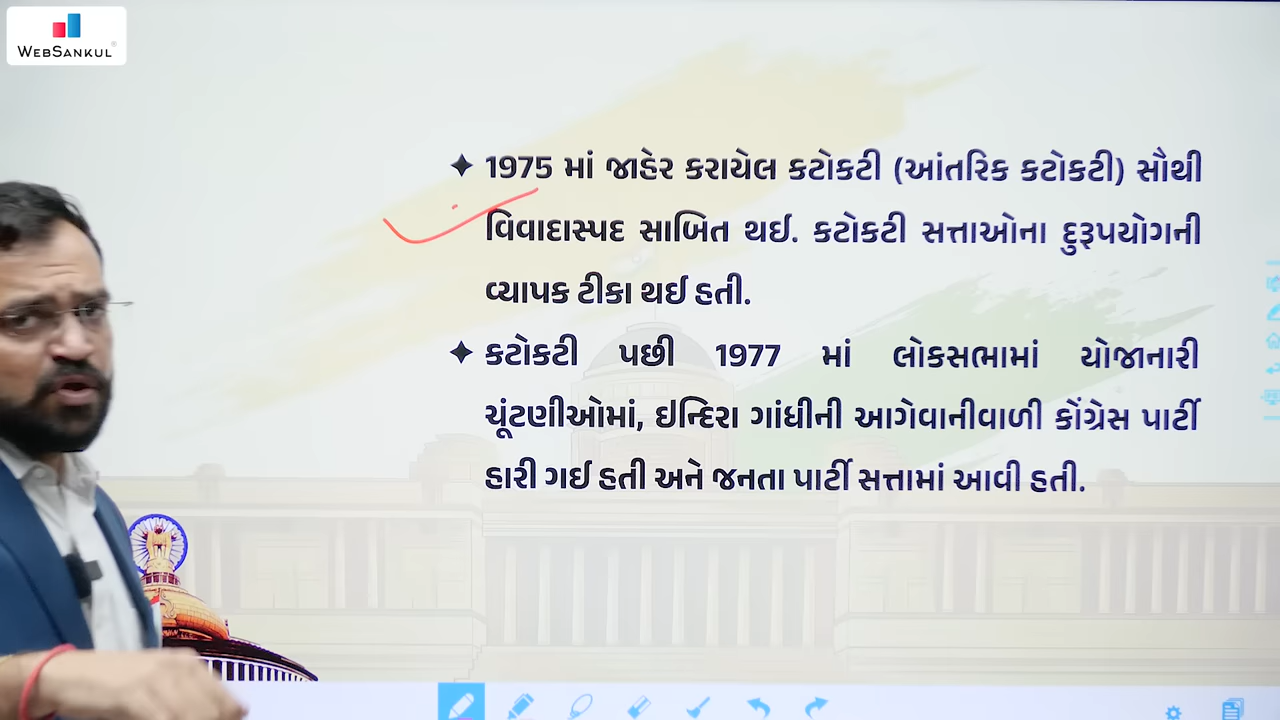 WEBSANKUL
1975 માં જાહેર કરાયેલ કટોકટી (આંતરિક કટોકટી) સૌથી
વિવાદાસ્પદ સાબિત થઈ. કટોકટી સત્તાઓના દુરૂપયોગની
વ્યાપક ટીકા થઈ હતી.
કટોકટી પછી 1977 માં લોકસભામાં યોજાનારી
ચૂંટણીઓમાં, ઇન્દિરા ગાંધીની આગેવાનીવાળી કોંગ્રેસ પાર્ટી
હારી ગઈ હતી અને જનતા પાર્ટી સત્તામાં આવી હતી.